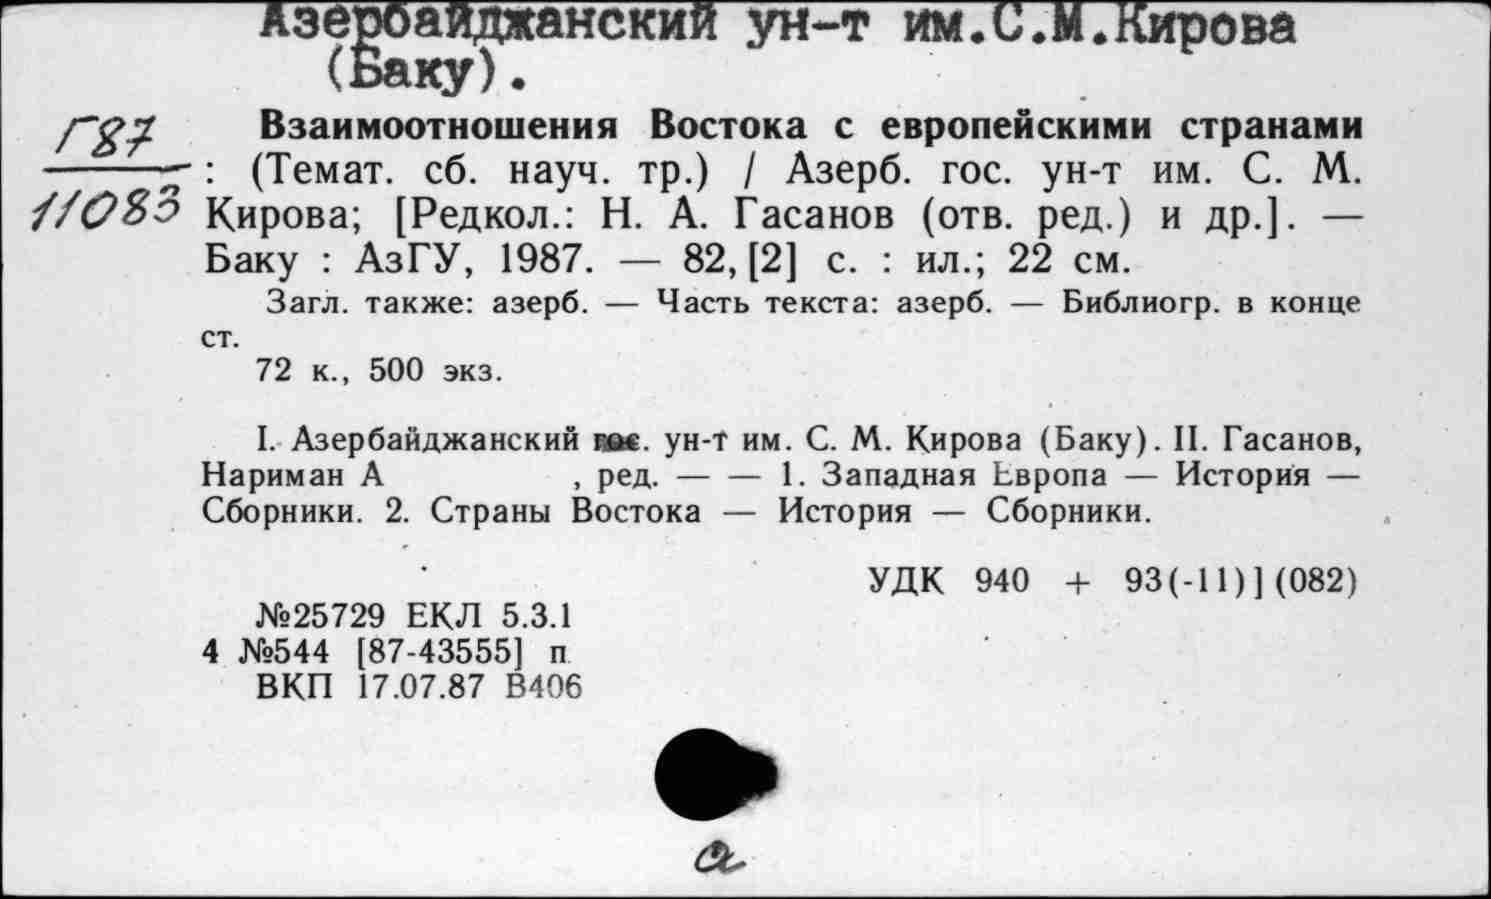 Азербайджанский ун-т им.С.М.Кирова
(Баку).
Г87
11083
Взаимоотношения Востока с европейскими странами
: (Темат. сб. науч. тр.) / Азерб. гос. ун-т им. С. М.
Кирова; [Редкол.: Н. А. Гасанов (отв. ред.) и др.]. —
Баку : АзГУ, 1987. — 82, [2] с. : ил.; 22 см.
Загл. также: азерб. — Часть текста: азерб. — Библиогр. в конце
ст.
72 к., 500 экз.
I. Азербайджанский гос. ун-т им. С. М. Кирова (Баку). II. Гасанов,
Нариман А , ред. — — 1. Западная Европа — История —
Сборники. 2. Страны Востока — История — Сборники.
УДК 940 + 93(-11)](082)
№25729 ЕКЛ 5.3.1
4 №544 [87-43555] п
ВКП 17.07.87 В406